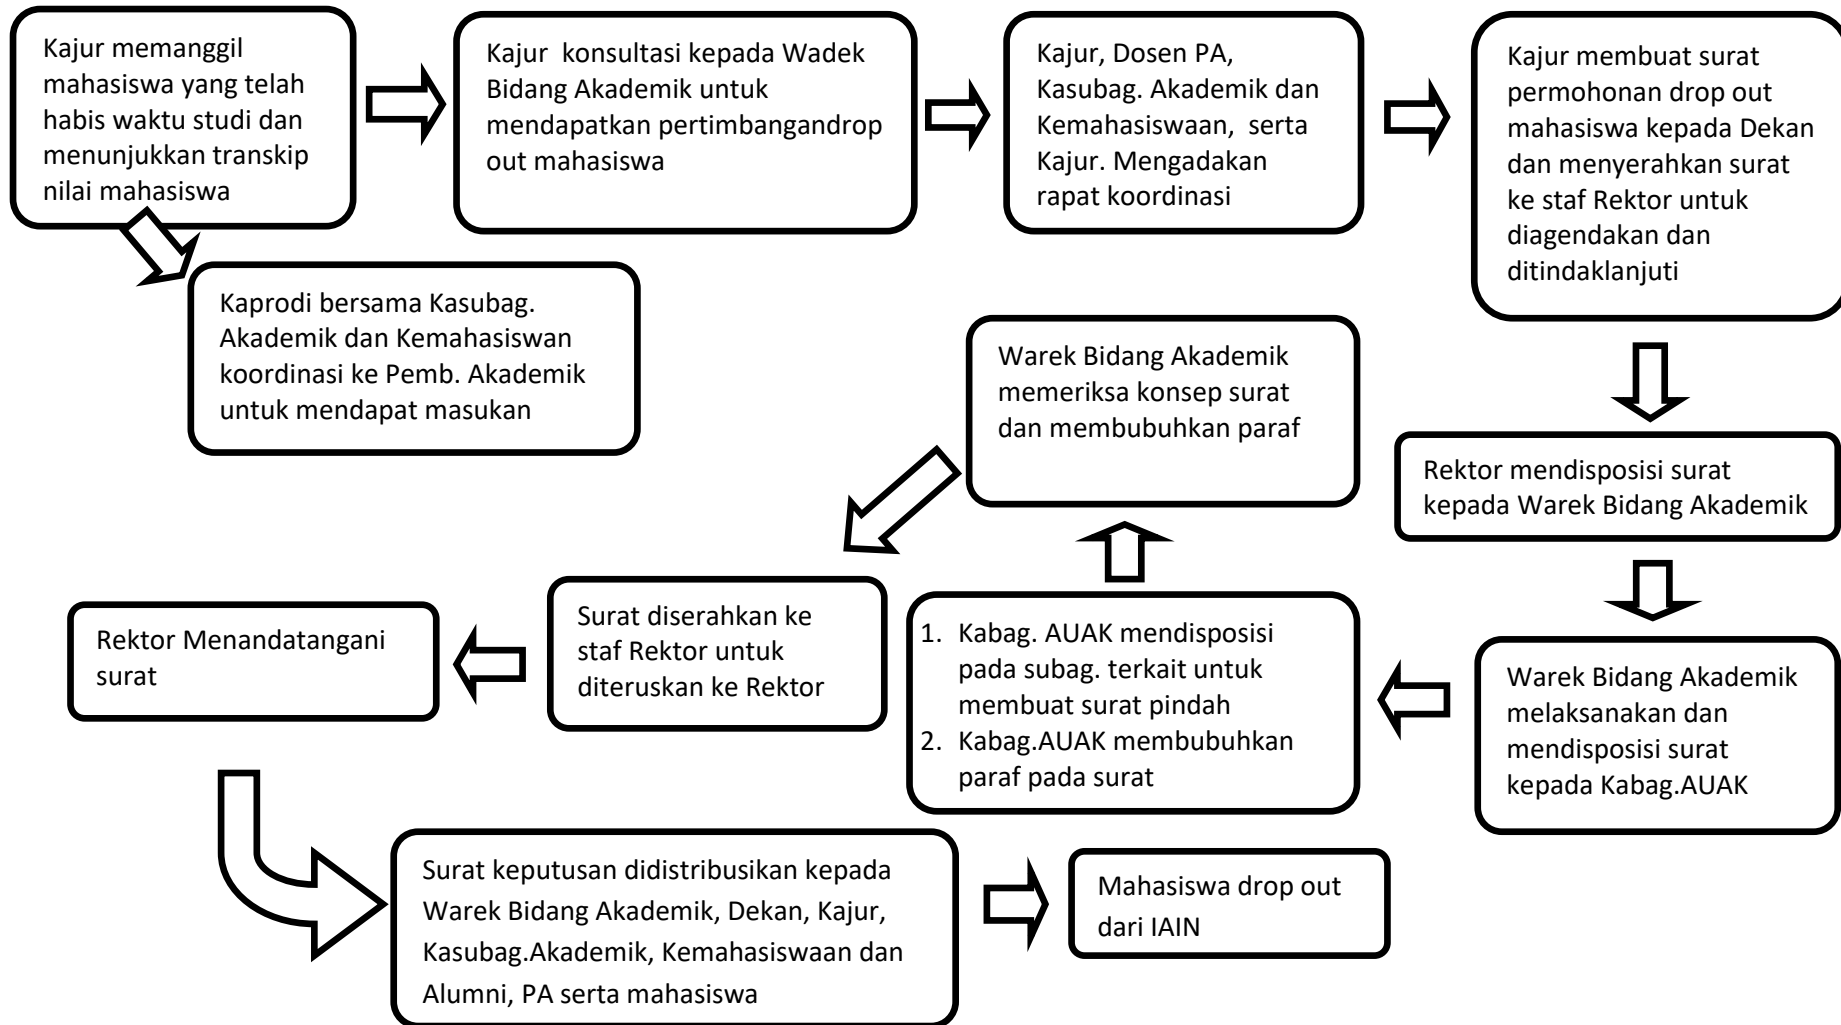 Kajur memanggil
mahasiswa yang telah
habis waktu studi dan
menunjukkan transkip
nilai mahasiswa
Kajur  konsultasi kepada Wadek
Bidang Akademik untuk
mendapatkan pertimbangandrop
out mahasiswa
Kajur, Dosen PA,
Kasubag. Akademik dan
Kemahasiswaan,  serta
Kajur. Mengadakan
rapat koordinasi
Kajur membuat surat
permohonan drop out
mahasiswa kepada Dekan
dan menyerahkan surat
ke staf Rektor untuk
diagendakan dan
ditindaklanjuti
Kaprodi bersama Kasubag.
Akademik dan Kemahasiswan
koordinasi ke Pemb. Akademik
untuk mendapat masukan
Rektor mendisposisi surat
kepada Warek Bidang Akademik
Warek Bidang Akademik
melaksanakan dan
mendisposisi surat
kepada Kabag.AUAK
1. Kabag. AUAK mendisposisi
pada subag. terkait untuk
membuat surat pindah
2. Kabag.AUAK membubuhkan
paraf pada surat
Warek Bidang Akademik
memeriksa konsep surat
dan membubuhkan paraf
Surat diserahkan ke
staf Rektor untuk
diteruskan ke Rektor
Rektor Menandatangani
surat
Surat keputusan didistribusikan kepada
Warek Bidang Akademik, Dekan, Kajur,
Kasubag.Akademik, Kemahasiswaan dan
Alumni, PA serta mahasiswa
Mahasiswa drop out
dari IAIN